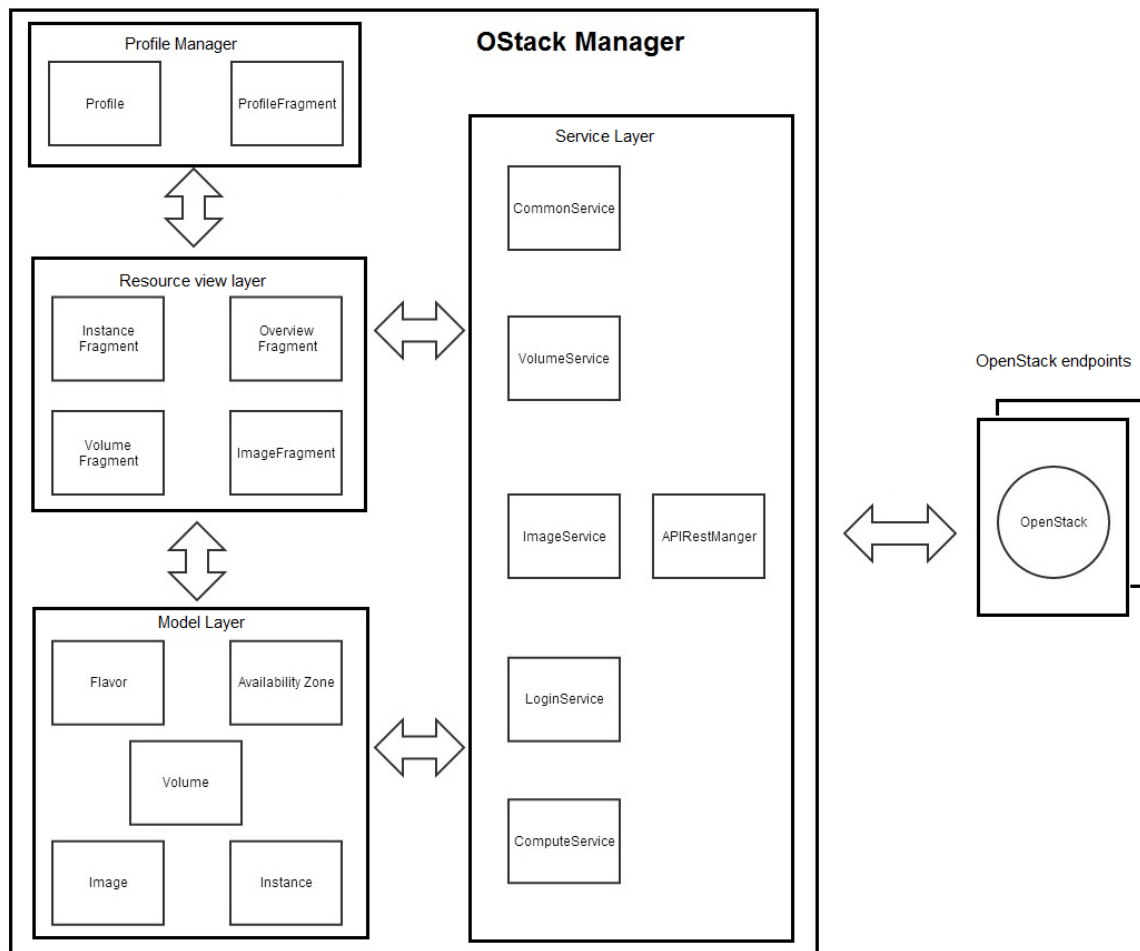 OStack Manager
Profile Manager
Profile
ProfileFragment
Service Layer
CommonService
VolumeService
ImageService
APIRestManger
LoginService
ComputeService
Resource view layer
Instance
Fragment
Overview
Fragment
Volume
Fragment
ImageFragment
Model Layer
Flavor
Availability Zone
Volume
Image
Instance
OpenStack endpoints
OpenStack